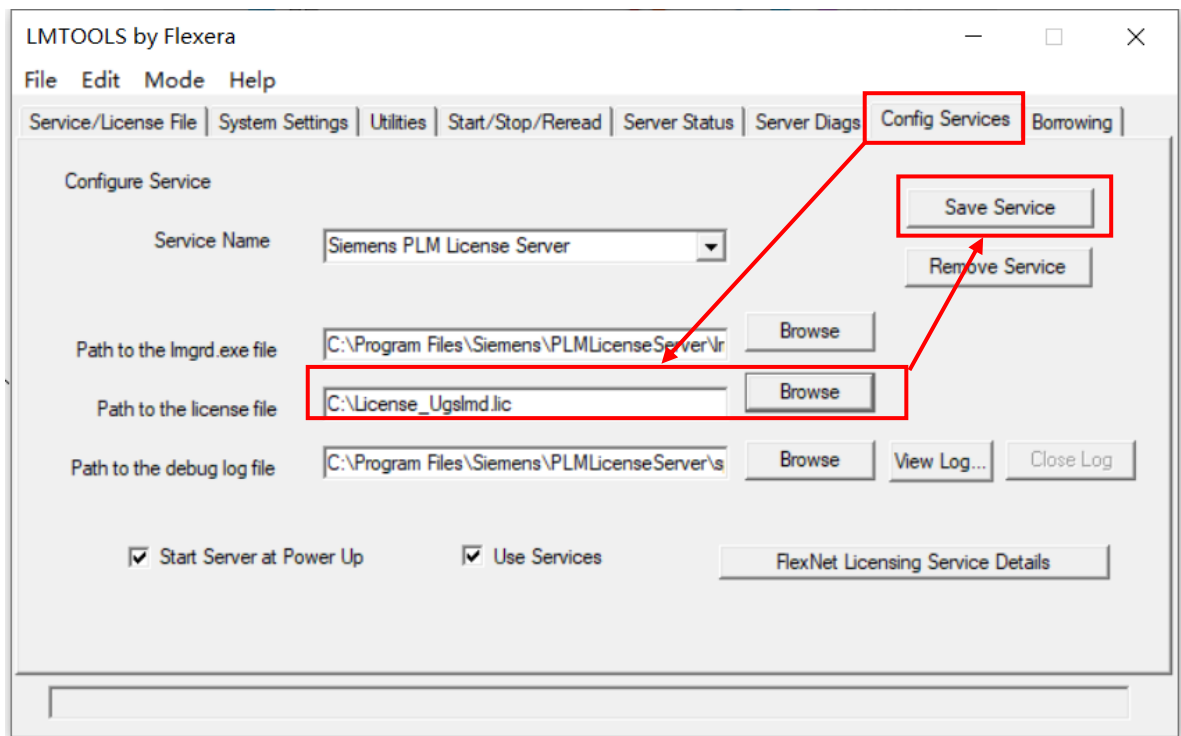 LMTOOLS by Flexera
File Edit Mode Help
Service/License File System Settings Utilities Start/Stop/Reread Server Status Server Diags Config Services Borrowing
Configure Service
Save Service
Service Name Siemens PLM License Server
Remove Service
Path to the lmgrd.exe file C:\Program Files\Siemens\PLMLicenseServer\lr Browse
Path to the license file C:\License_Ugslmd.lic Browse
Path to the debug log file C:\Program Files\Siemens\PLMLicenseServer\s Browse View Log... Close Log
Start Server at Power Up Use Services FlexNet Licensing Service Details